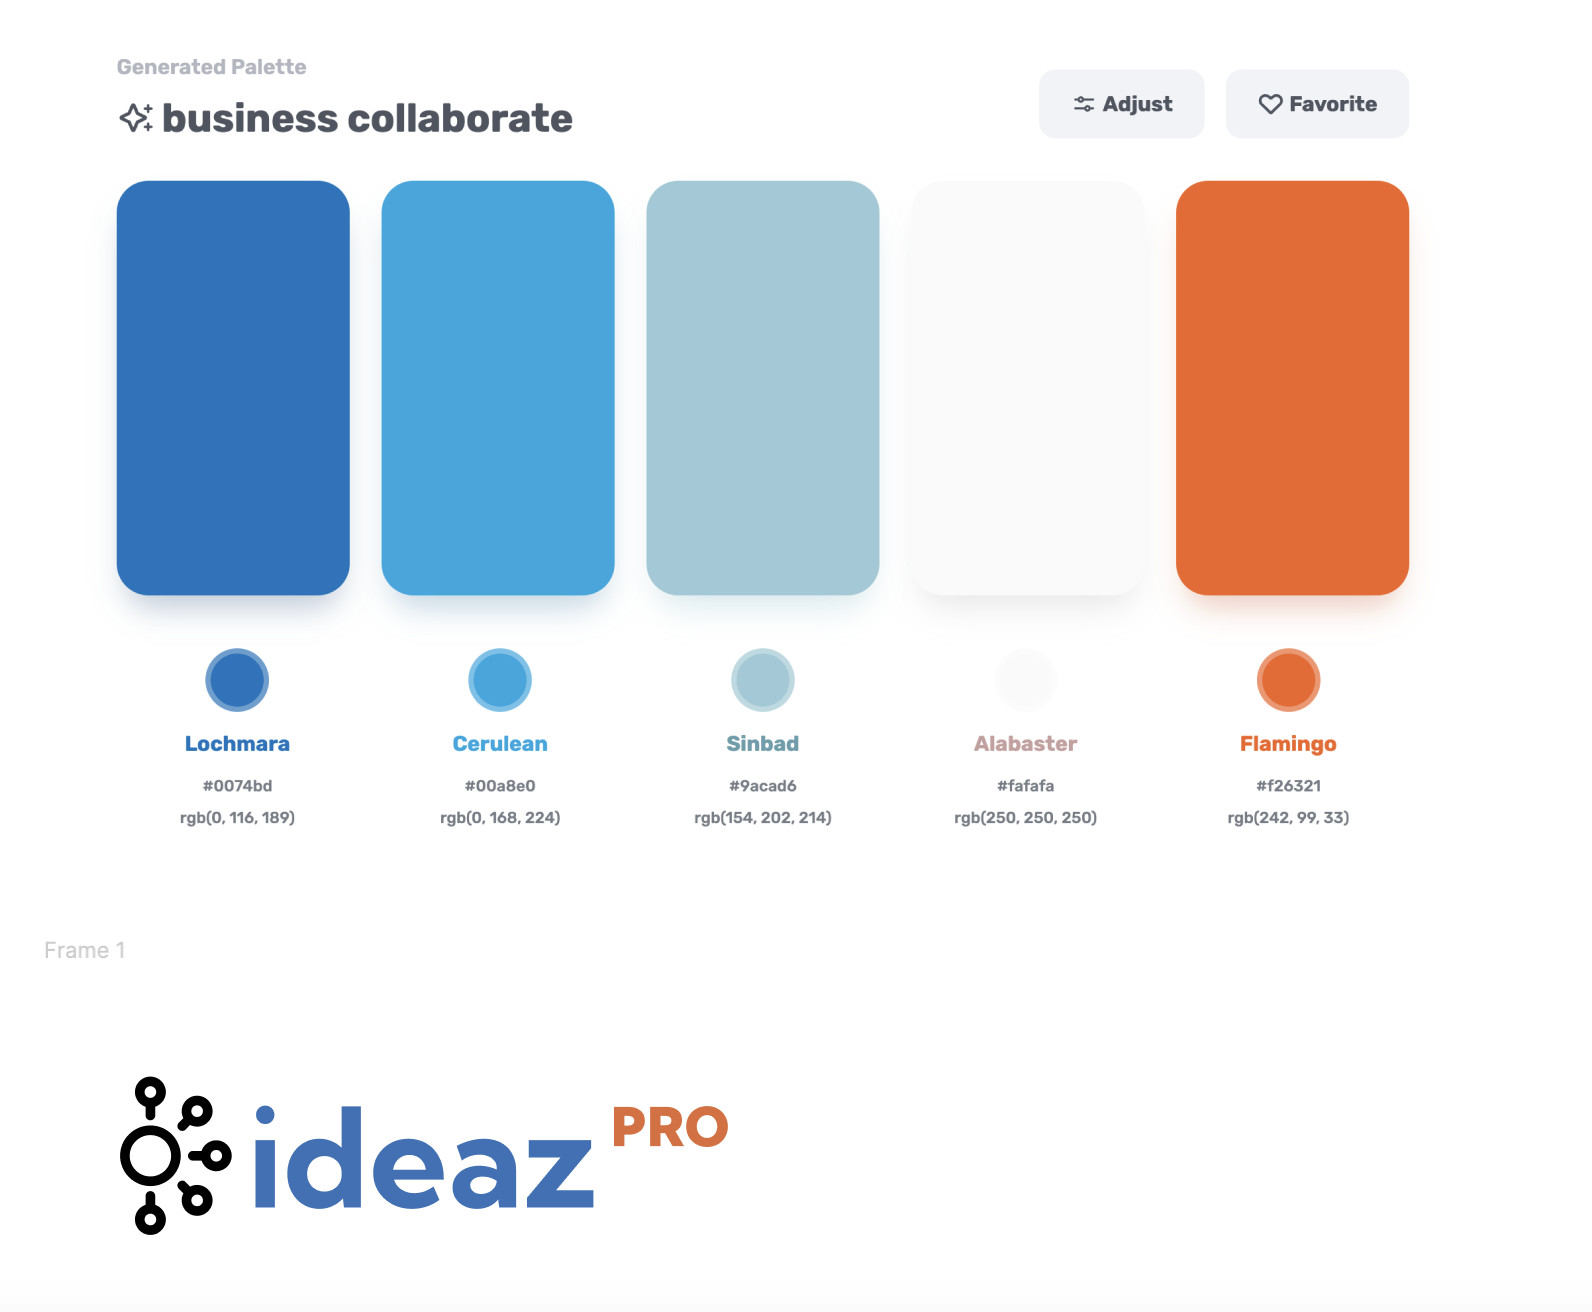 Generated Palette
business collaborate
Adjust
Favorite
Lochmara
Cerulean
Sinbad
Alabaster
Flamingo
#0074bd
#00a8e0
#9acad6
#fafafa
#f26321
rgb(0, 116, 189)
rgb(0, 168, 224)
rgb(154, 202, 214)
rgb(250, 250, 250)
rgb(242, 99, 33)
Frame 1
ideaz PRO